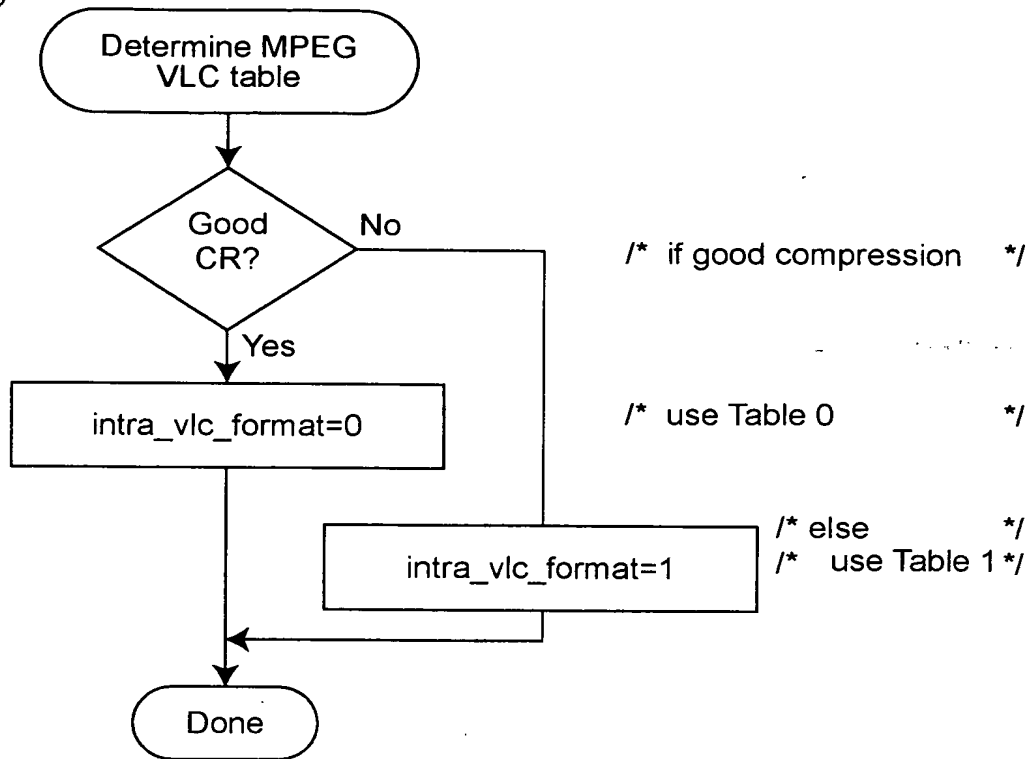 Determine MPEG
VLC table
Good
CR?
No
/* if good compression */
Yes
intra_vlc_format=0
/* use Table 0 */
/* else */
intra_vlc_format=1
/* use Table 1 */
Done